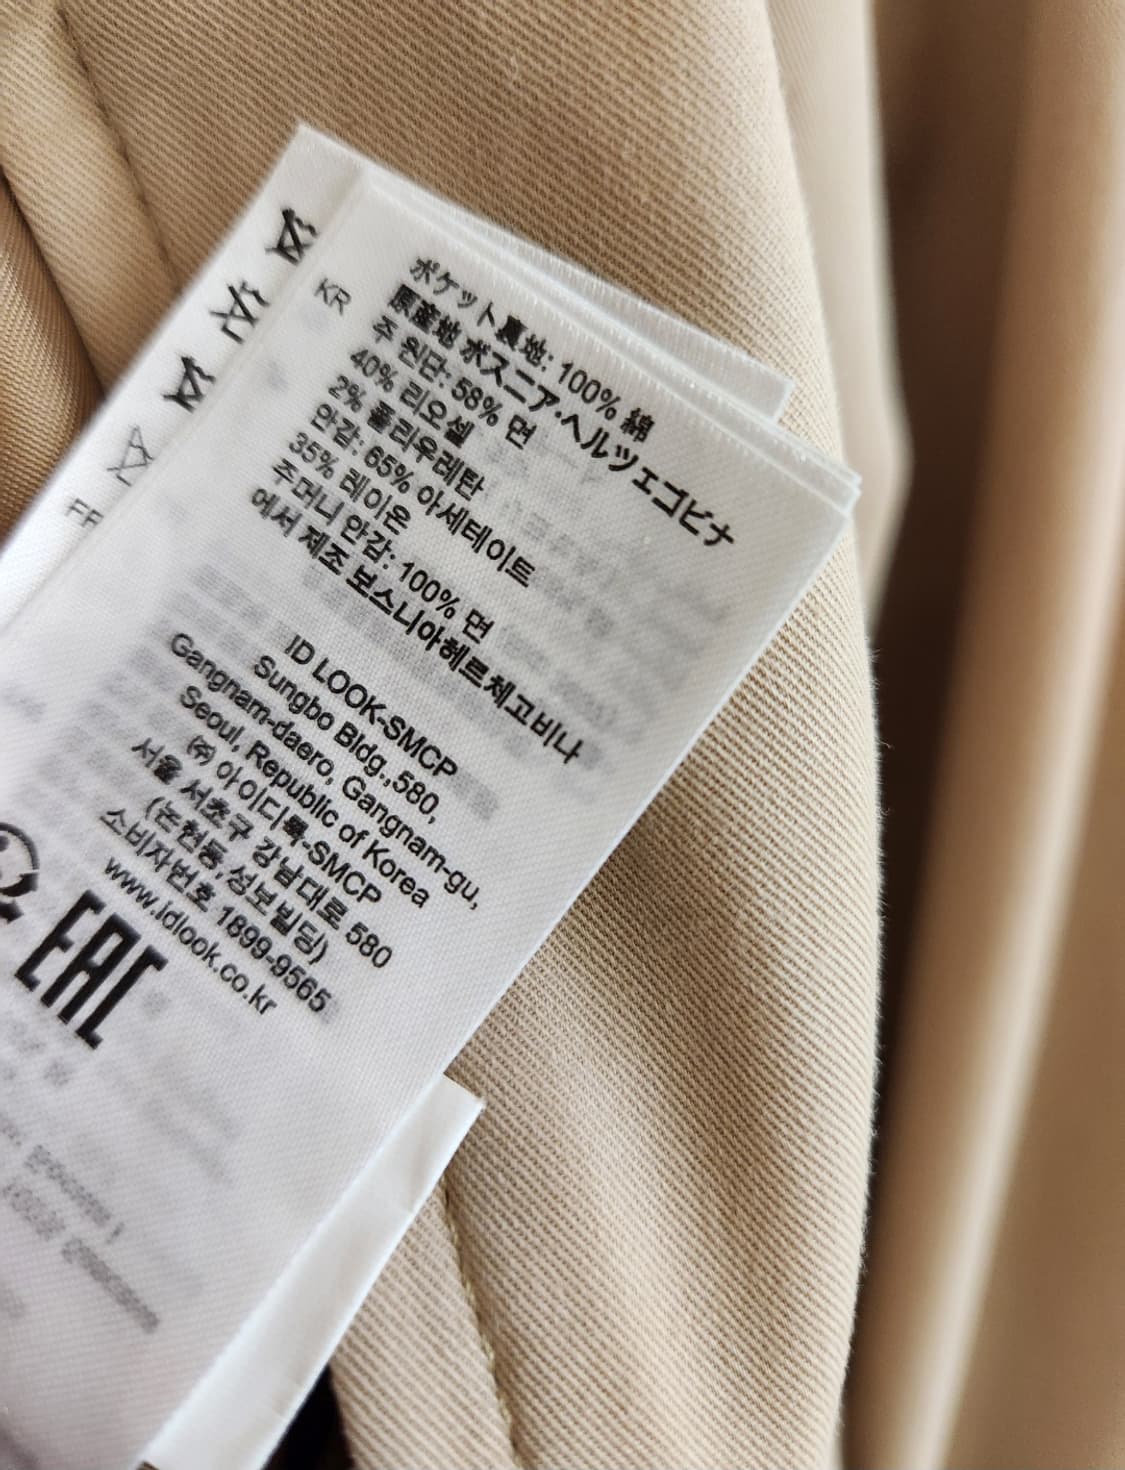 ポケット裏地: 100% 綿
原産地 ボスニア·ヘルツェゴビナ
KR
주 원단: 58% 면
40% 리오셀
2% 폴리우레탄
안감: 65% 아세테이트
35% 레이온
주머니 안감: 100% 면
에서 제조 보스니아헤르체고비나
ID LOOK-SMCP
Sungbo Bldg.,580,
Gangnam-daero, Gangnam-gu,
Seoul, Republic of Korea
㈜ 아이디룩-SMCP
서울 서초구 강남대로 580
(논현동,성보빌딩)
소비자번호 1899-9565
www.idlook.co.kr
EAC
FR